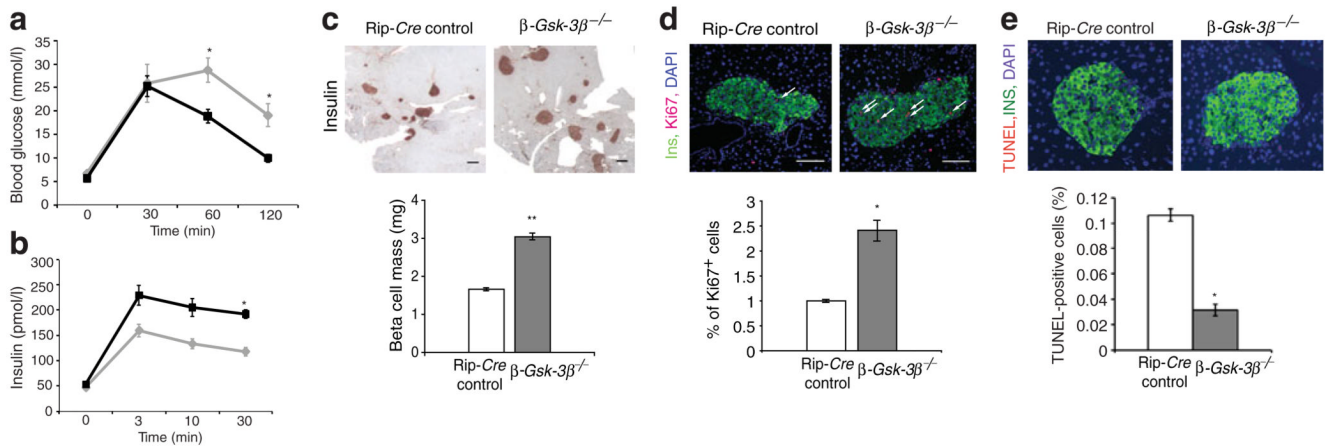 a
Blood glucose (mmol/l)
35
30
25
20
15
10
5
0
*
*
0 30 60 120
Time (min)
b
Insulin (pmol/l)
250
200
150
100
50
0
*
0 3 10 30
Time (min)
c
Rip-Cre control β-Gsk-3β−/−
Insulin
Beta cell mass (mg)
4
3
2
1
0
**
Rip-Cre
control
β-Gsk-3β−/−
d
Rip-Cre control β-Gsk-3β−/−
Ins, Ki67, DAPI
% of Ki67+ cells
3
2.5
2
1.5
1
0.5
0
*
Rip-Cre
control
β-Gsk-3β−/−
e
Rip-Cre control β-Gsk-3β−/−
TUNEL,INS, DAPI
TUNEL-positive cells (%)
0.12
0.1
0.08
0.06
0.04
0.02
0
*
Rip-Cre
control
β-Gsk-3β−/−